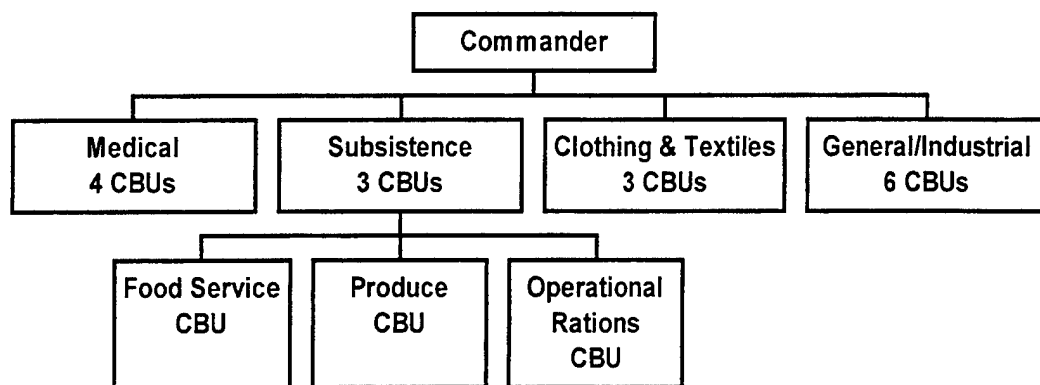 Commander
Medical
4 CBUs
Subsistence
3 CBUs
Clothing & Textiles
3 CBUs
General/Industrial
6 CBUs
Food Service
CBU
Produce
CBU
Operational
Rations
CBU